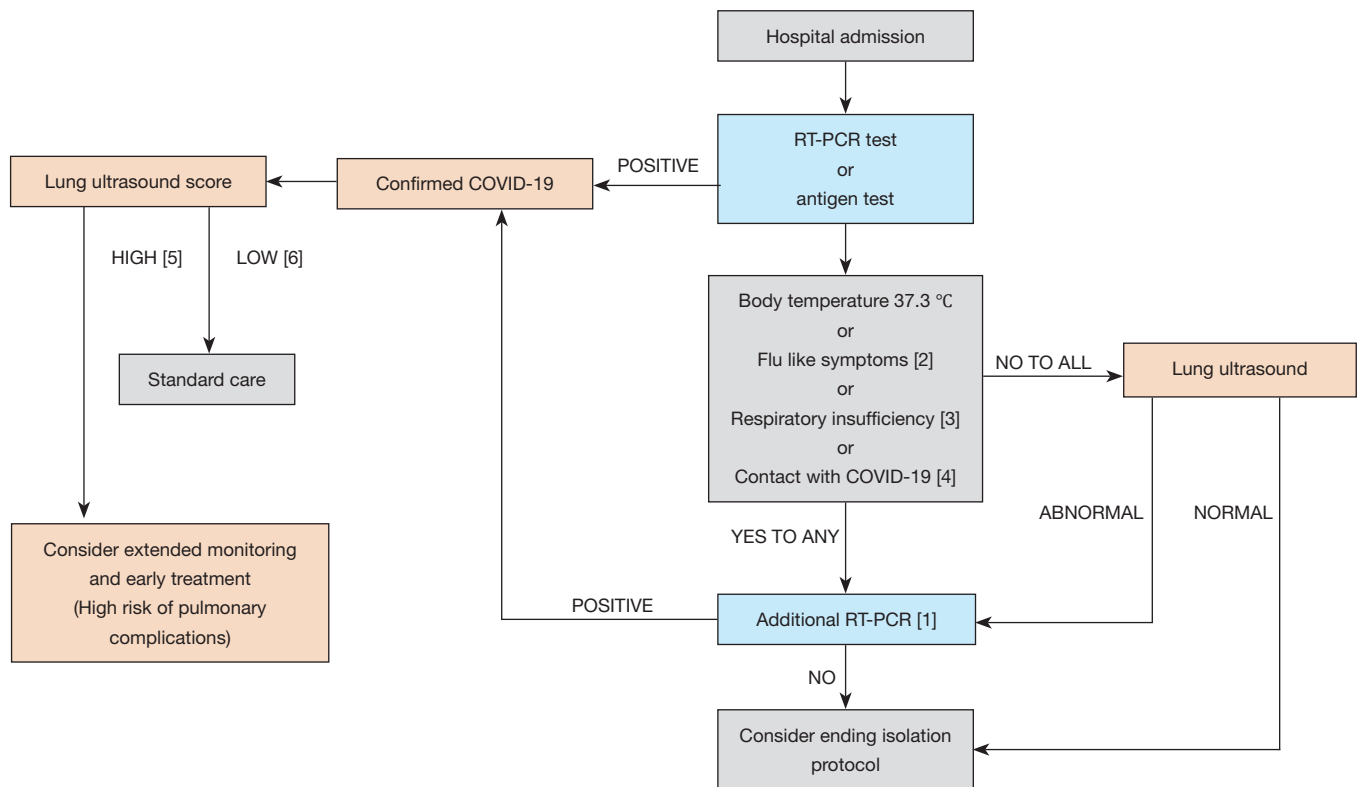 Hospital admission
RT-PCR test
or
antigen test
POSITIVE
Confirmed COVID-19
Lung ultrasound score
HIGH [5]
LOW [6]
Standard care
Consider extended monitoring
and early treatment
(High risk of pulmonary
complications)
Body temperature 37.3 ℃
or
Flu like symptoms [2]
or
Respiratory insufficiency [3]
or
Contact with COVID-19 [4]
NO TO ALL
Lung ultrasound
ABNORMAL
NORMAL
YES TO ANY
Additional RT-PCR [1]
POSITIVE
NO
Consider ending isolation
protocol